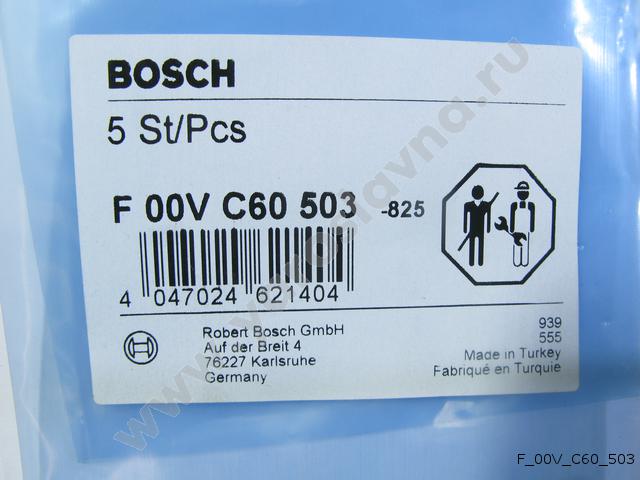 BOSCH
5 St/Pcs
F 00V C60 503 -825
4 047024 621404
Robert Bosch GmbH
Auf der Breit 4
76227 Karlsruhe
Germany
939
555
Made in Turkey
Fabriqué en Turquie
F_00V_C60_503